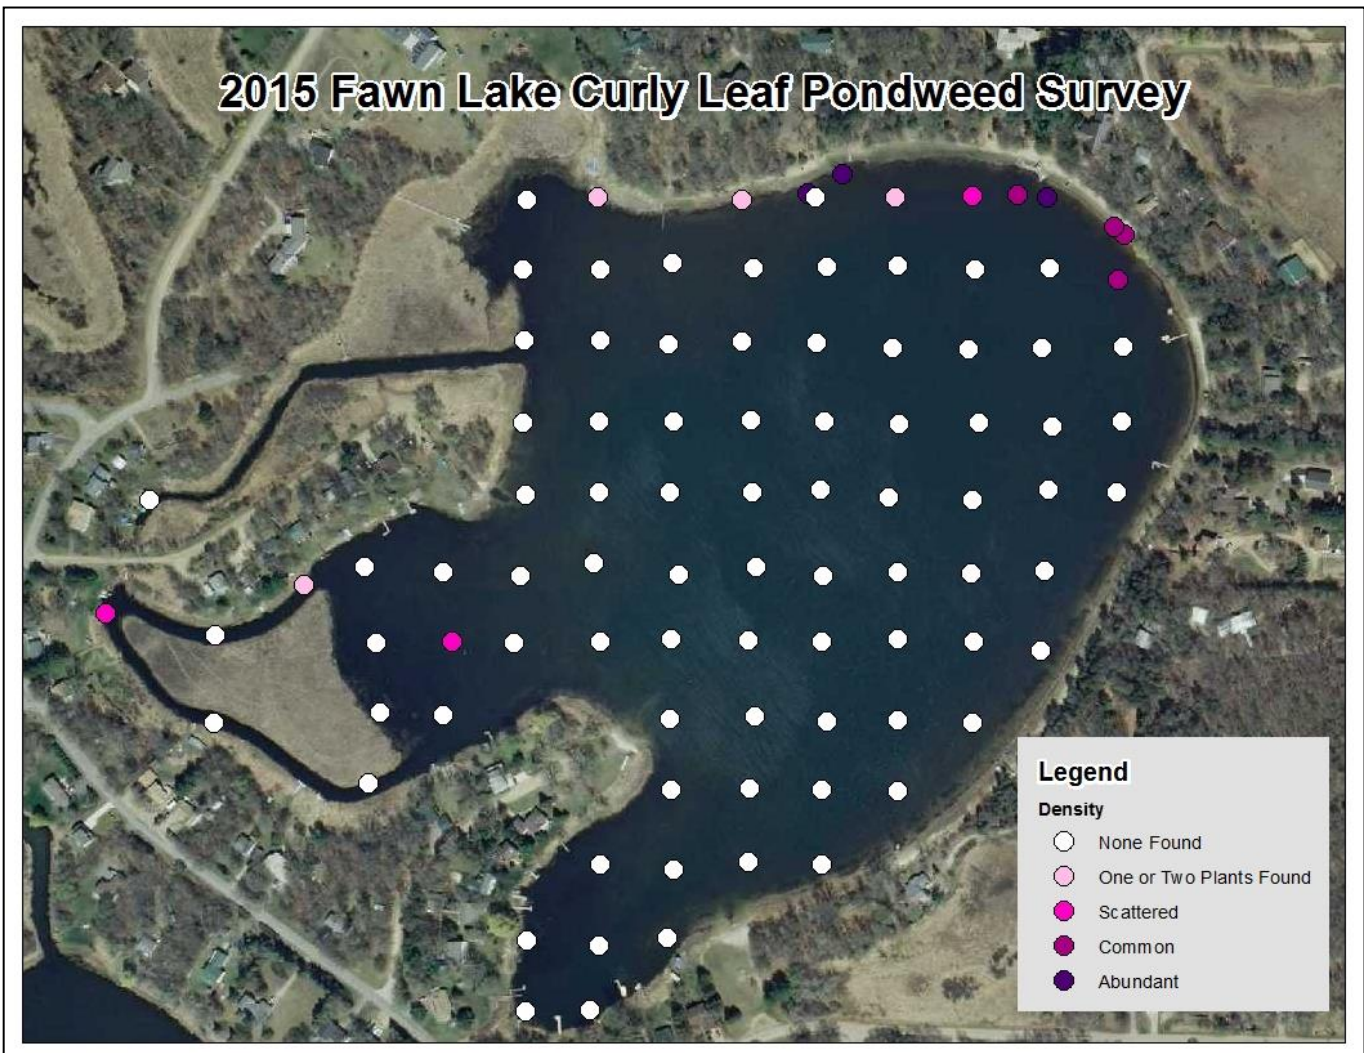 2015 Fawn Lake Curly Leaf Pondweed Survey
Legend
Density
None Found
One or Two Plants Found
Scattered
Common
Abundant